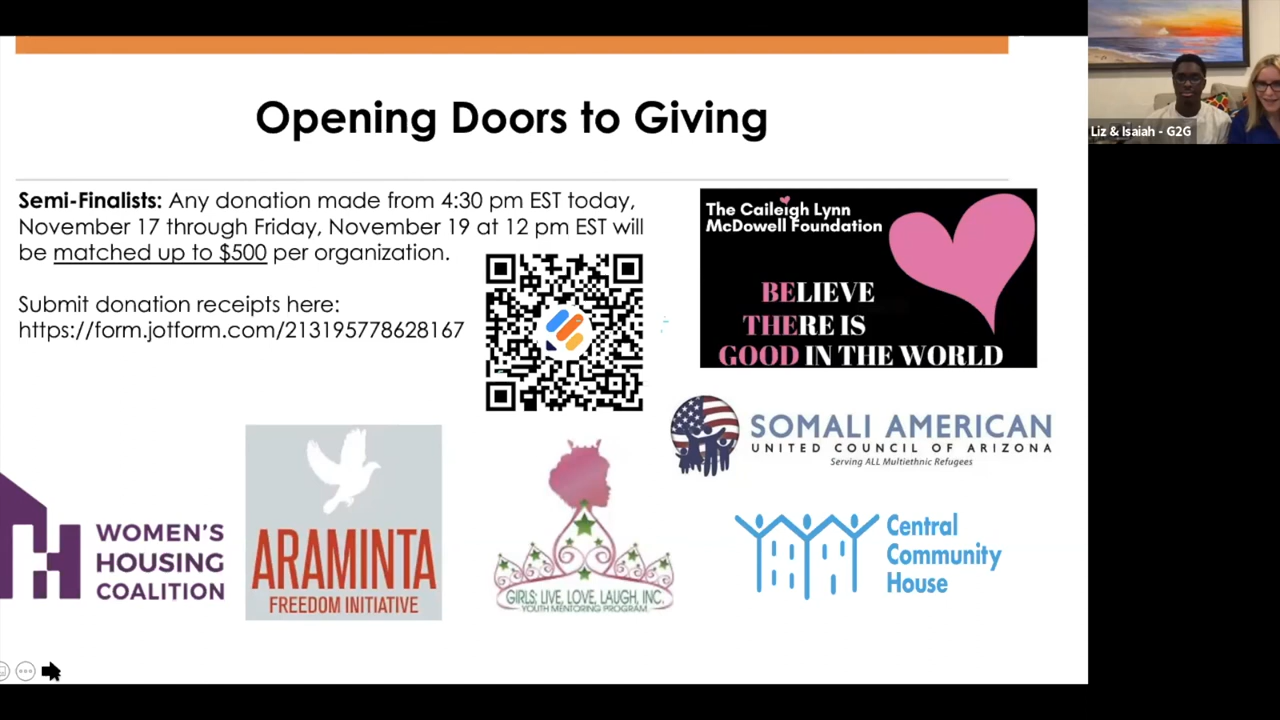 Opening Doors to Giving
Semi-Finalists: Any donation made from 4:30 pm EST today,
November 17 through Friday, November 19 at 12 pm EST will
be matched up to $500 per organization.
Submit donation receipts here:
https://form.jotform.com/213195778628167
The Caileigh Lynn
McDowell Foundation
BELIEVE
THERE IS
GOOD IN THE WORLD
SOMALI AMERICAN
UNITED COUNCIL OF ARIZONA
Serving ALL Multiethnic Refugees
WOMEN'S
HOUSING
COALITION
ARAMINTA
FREEDOM INITIATIVE
GIRLS: LIVE, LOVE, LAUGH, INC.
YOUTH MENTORING PROGRAM
Central
Community
House
Liz & Isaiah - G2G